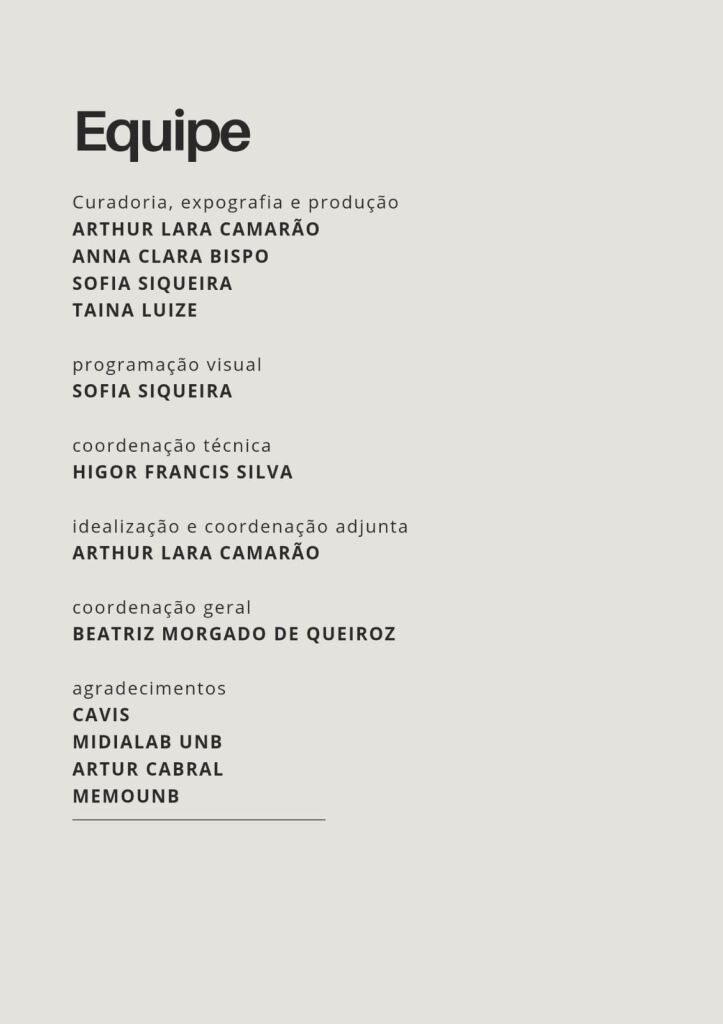 Equipe
Curadoria, expografia e produção
ARTHUR LARA CAMARÃO
ANNA CLARA BISPO
SOFIA SIQUEIRA
TAINA LUIZE
programação visual
SOFIA SIQUEIRA
coordenação técnica
HIGOR FRANCIS SILVA
idealização e coordenação adjunta
ARTHUR LARA CAMARÃO
coordenação geral
BEATRIZ MORGADO DE QUEIROZ
agradecimentos
CAVIS
MIDIALAB UNB
ARTUR CABRAL
MEMOUNB